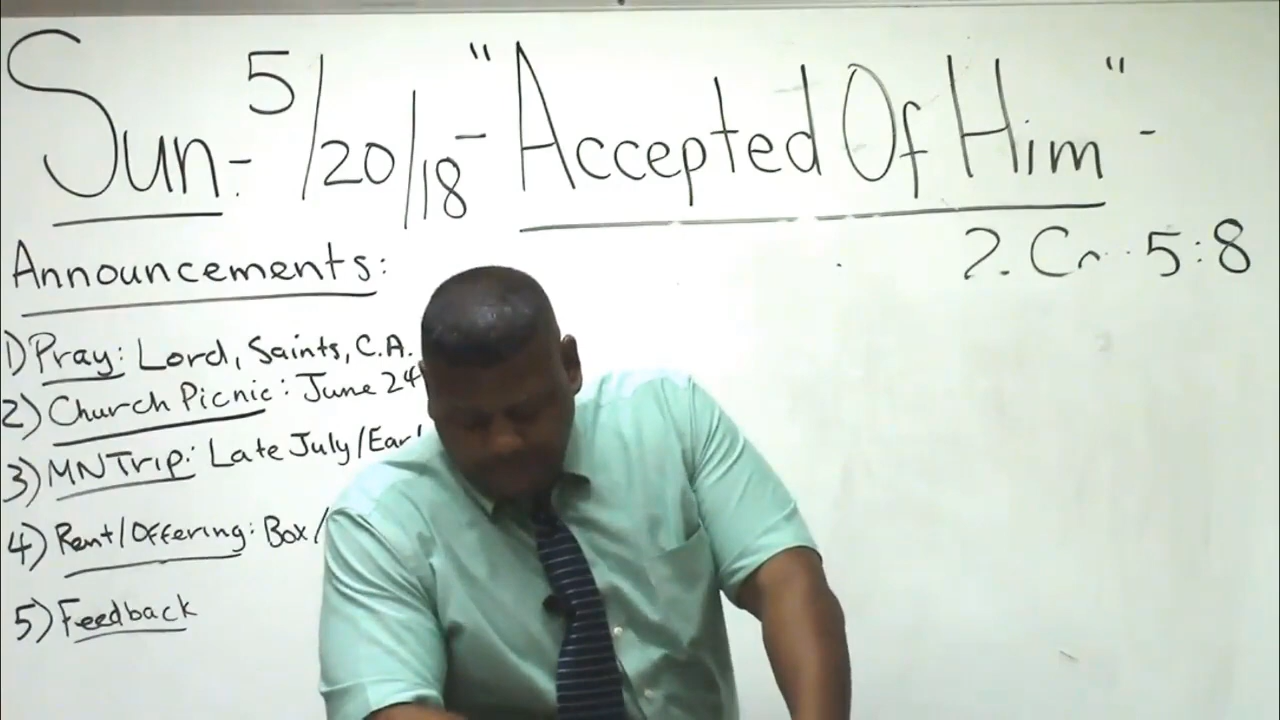 Sun- 5/20/18 - "Accepted Of Him" -
2. Co 5:8
Announcements:
1) Pray: Lord, Saints, C.A.
2) Church Picnic: June 24
3) MN Trip: Late July/
4) Rent/Offering: Box/
5) Feedback